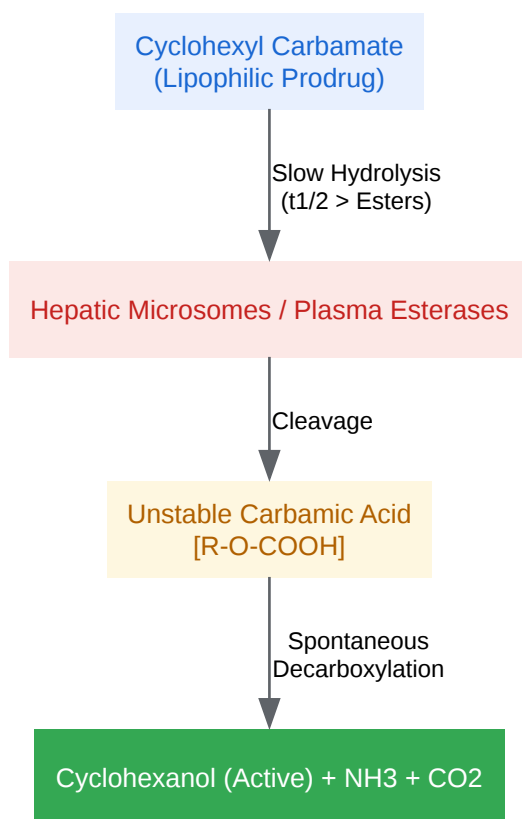 Cyclohexyl Carbamate
(Lipophilic Prodrug)
Slow Hydrolysis
(t1/2 > Esters)
Hepatic Microsomes / Plasma Esterases
Cleavage
Unstable Carbamic Acid
[R-O-COOH]
Spontaneous
Decarboxylation
Cyclohexanol (Active) + NH3 + CO2